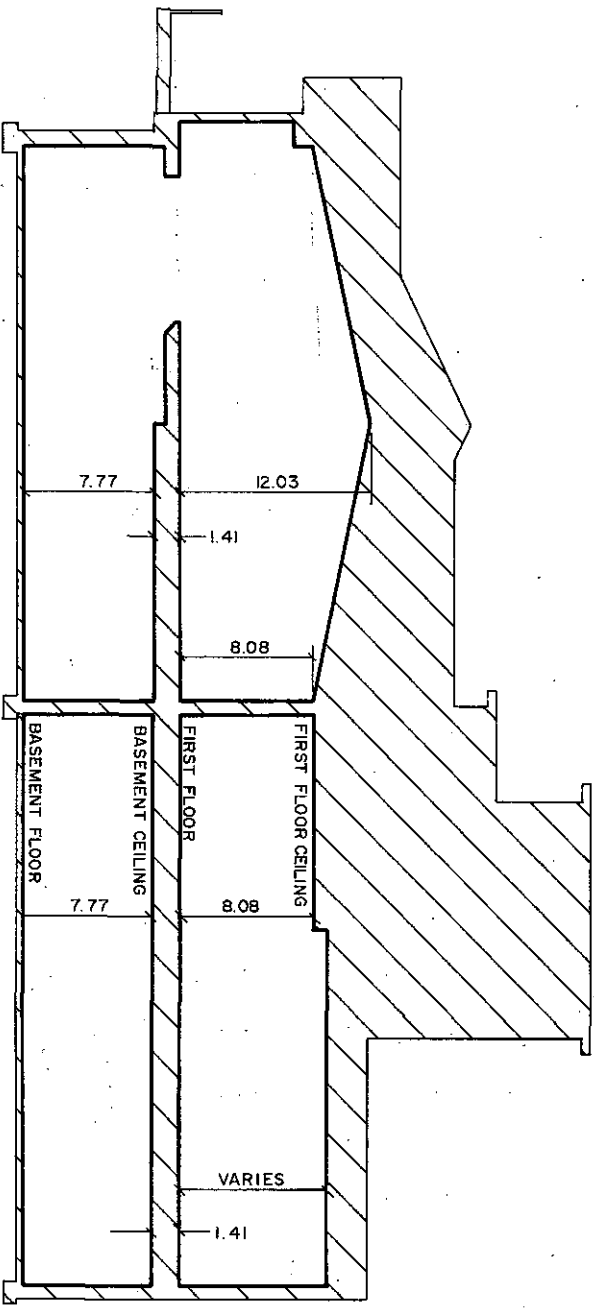 7.77
12.03
1.41
8.08
FIRST FLOOR CEILING
FIRST FLOOR
BASEMENT CEILING
BASEMENT FLOOR
7.77
8.08
VARIES
1.41